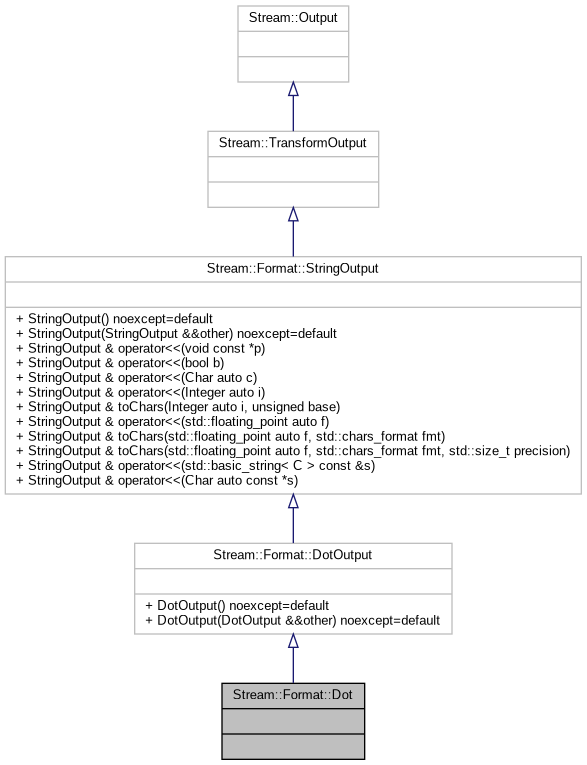 Stream::Output
Stream::TransformOutput
Stream::Format::StringOutput
+ StringOutput() noexcept=default
+ StringOutput(StringOutput &&other) noexcept=default
+ StringOutput & operator<<(void const *p)
+ StringOutput & operator<<(bool b)
+ StringOutput & operator<<(Char auto c)
+ StringOutput & operator<<(Integer auto i)
+ StringOutput & toChars(Integer auto i, unsigned base)
+ StringOutput & operator<<(std::floating_point auto f)
+ StringOutput & toChars(std::floating_point auto f, std::chars_format fmt)
+ StringOutput & toChars(std::floating_point auto f, std::chars_format fmt, std::size_t precision)
+ StringOutput & operator<<(std::basic_string< C > const &s)
+ StringOutput & operator<<(Char auto const *s)
Stream::Format::DotOutput
+ DotOutput() noexcept=default
+ DotOutput(DotOutput &&other) noexcept=default
Stream::Format::Dot